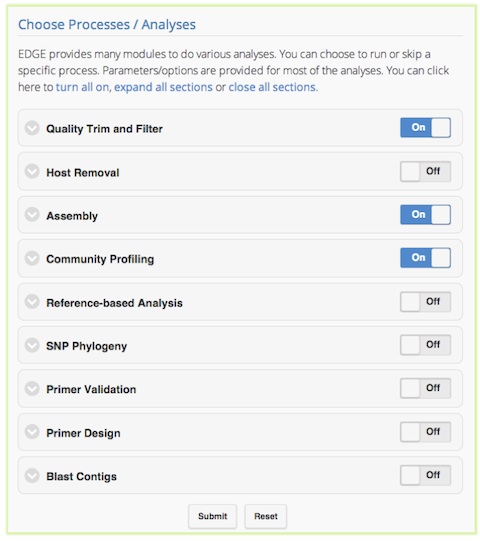 Choose Processes / Analyses
EDGE provides many modules to do various analyses. You can choose to run or skip a
specific process. Parameters/options are provided for most of the analyses. You can click
here to turn all on, expand all sections or close all sections.
Quality Trim and Filter On
Host Removal Off
Assembly On
Community Profiling On
Reference-based Analysis Off
SNP Phylogeny Off
Primer Validation Off
Primer Design Off
Blast Contigs Off
Submit Reset